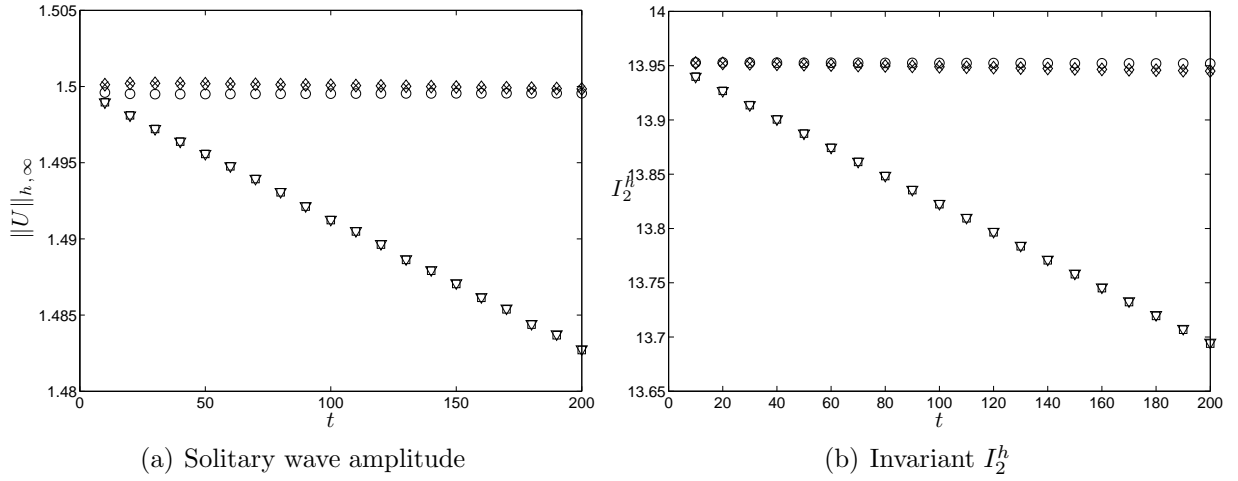 1.505
1.5
1.495
1.49
1.485
1.48
‖U‖h,∞
0 50 100 150 200
t
(a) Solitary wave amplitude
14
13.95
13.9
13.85
13.8
13.75
13.7
13.65
I₂ʰ
0 20 40 60 80 100 120 140 160 180 200
t
(b) Invariant I₂ʰ